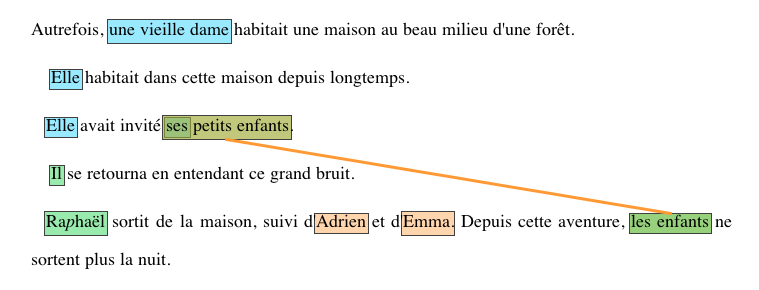 Autrefois, une vieille dame habitait une maison au beau milieu d'une forêt.
Elle habitait dans cette maison depuis longtemps.
Elle avait invité ses petits enfants.
Il se retourna en entendant ce grand bruit.
Raphaël sortit de la maison, suivi d'Adrien et d'Emma. Depuis cette aventure, les enfants ne
sortent plus la nuit.